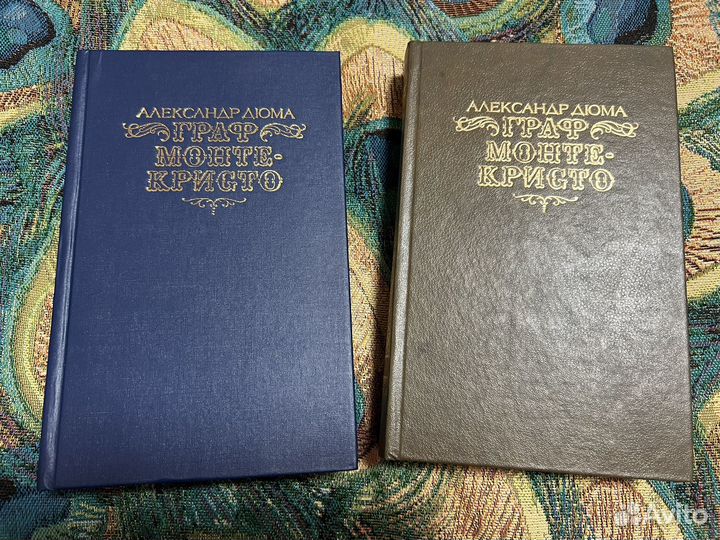 АЛЕКСАНДР ДЮМА
ГРАФ
МОНТЕ-
КРИСТО
АЛЕКСАНДР ДЮМА
ГРАФ
МОНТЕ-
КРИСТО
Avito